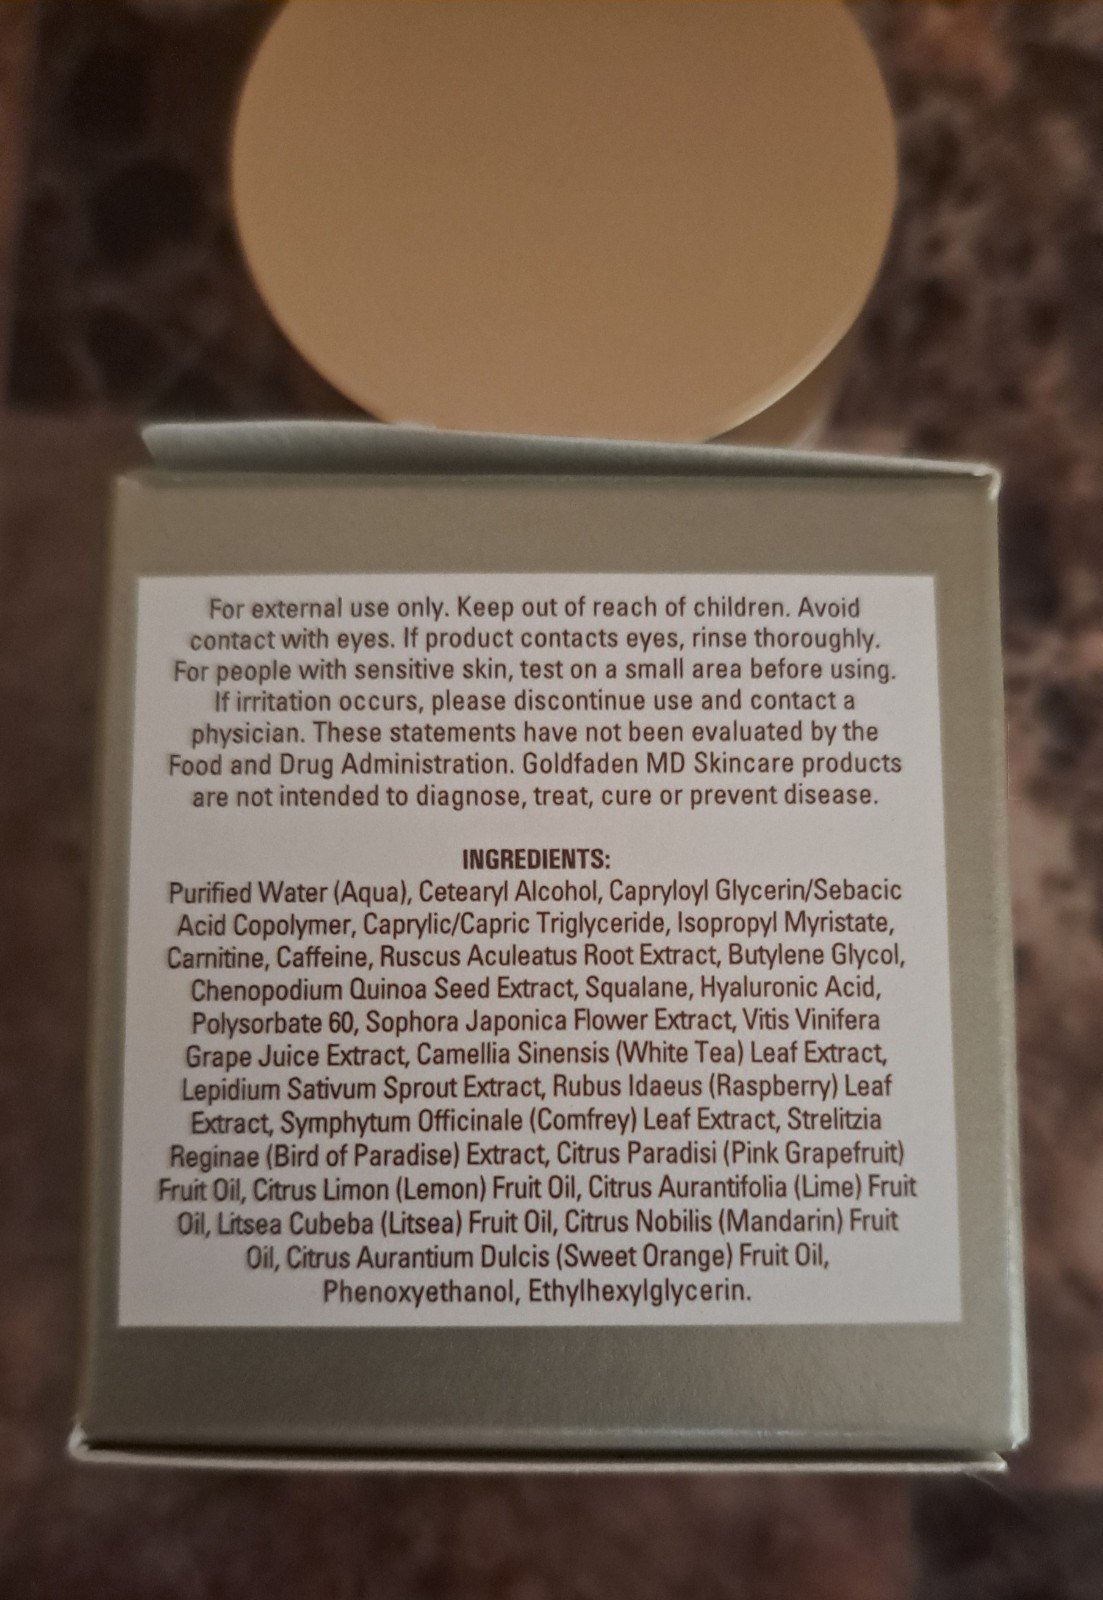 For external use only. Keep out of reach of children. Avoid
contact with eyes. If product contacts eyes, rinse thoroughly.
For people with sensitive skin, test on a small area before using.
If irritation occurs, please discontinue use and contact a
physician. These statements have not been evaluated by the
Food and Drug Administration. Goldfaden MD Skincare products
are not intended to diagnose, treat, cure or prevent disease.
INGREDIENTS:
Purified Water (Aqua), Cetearyl Alcohol, Capryloyl Glycerin/Sebacic
Acid Copolymer, Caprylic/Capric Triglyceride, Isopropyl Myristate,
Carnitine, Caffeine, Ruscus Aculeatus Root Extract, Butylene Glycol,
Chenopodium Quinoa Seed Extract, Squalane, Hyaluronic Acid,
Polysorbate 60, Sophora Japonica Flower Extract, Vitis Vinifera
Grape Juice Extract, Camellia Sinensis (White Tea) Leaf Extract,
Lepidium Sativum Sprout Extract, Rubus Idaeus (Raspberry) Leaf
Extract, Symphytum Officinale (Comfrey) Leaf Extract, Strelitzia
Reginae (Bird of Paradise) Extract, Citrus Paradisi (Pink Grapefruit)
Fruit Oil, Citrus Limon (Lemon) Fruit Oil, Citrus Aurantifolia (Lime) Fruit
Oil, Litsea Cubeba (Litsea) Fruit Oil, Citrus Nobilis (Mandarin) Fruit
Oil, Citrus Aurantium Dulcis (Sweet Orange) Fruit Oil,
Phenoxyethanol, Ethylhexylglycerin.